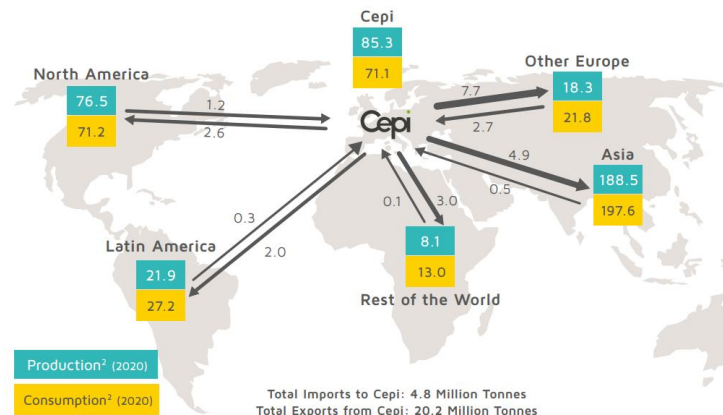 Cepi
85.3
71.1
North America
76.5
71.2
1.2
2.6
Cepi
Other Europe
18.3
21.8
7.7
2.7
Asia
188.5
197.6
4.9
0.5
0.3
2.0
0.1
3.0
Latin America
21.9
27.2
8.1
13.0
Rest of the World
Production² (2020)
Consumption² (2020)
Total Imports to Cepi: 4.8 Million Tonnes
Total Exports from Cepi: 20.2 Million Tonnes